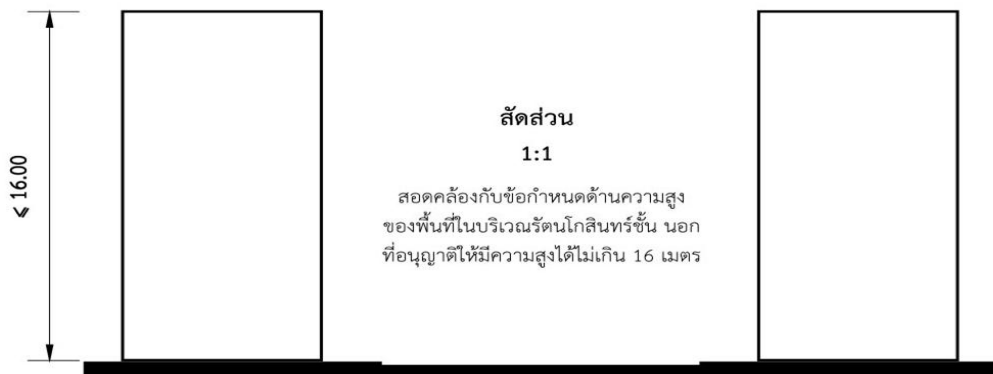 สัดส่วน
1:1
สอดคล้องกับข้อกำหนดด้านความสูง
ของพื้นที่ในบริเวณรัตนโกสินทร์ชั้น นอก
ที่อนุญาติให้มีความสูงได้ไม่เกิน 16 เมตร
⩽ 16.00